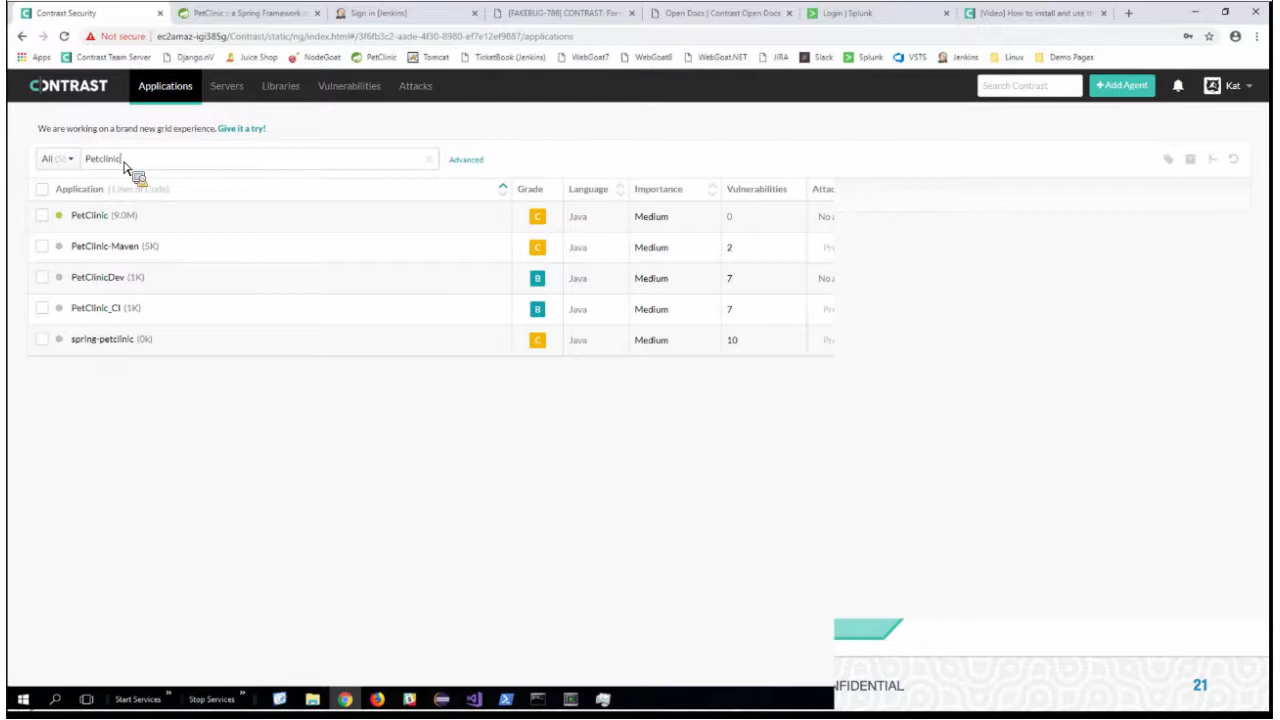 Contrast Security
PetClinic :: a Spring Framework d
Sign in [Jenkins]
[FAKEBUG-786] CONTRAST: For
Open Docs | Contrast Open Docs
Login | Splunk
[Video] How to install and use th
Not secure | ec2amaz-igi385g/Contrast/static/ng/index.html#/3f6fb3c2-aade-4f30-8980-ef7e12ef9887/applications
Apps Contrast Team Server Django.nV Juice Shop NodeGoat PetClinic Tomcat TicketBook (Jenkins) WebGoat7 WebGoat8 WebGoat.NET JIRA Slack Splunk VSTS Jenkins Linux Demo Pages
CONTRAST Applications Servers Libraries Vulnerabilities Attacks Search Contrast +Add Agent Kat
We are working on a brand new grid experience. Give it a try!
All (5) Petclinic Advanced
Application (Lines of Code) Grade Language Importance Vulnerabilities Attac
PetClinic (9.0M) C Java Medium 0 No a
PetClinic-Maven (5K) C Java Medium 2 Pro
PetClinicDev (1K) B Java Medium 7 No a
PetClinic_CI (1K) B Java Medium 7 Pro
spring-petclinic (0k) C Java Medium 10 Pro
NFIDENTIAL 21
Start Services » Stop Services »